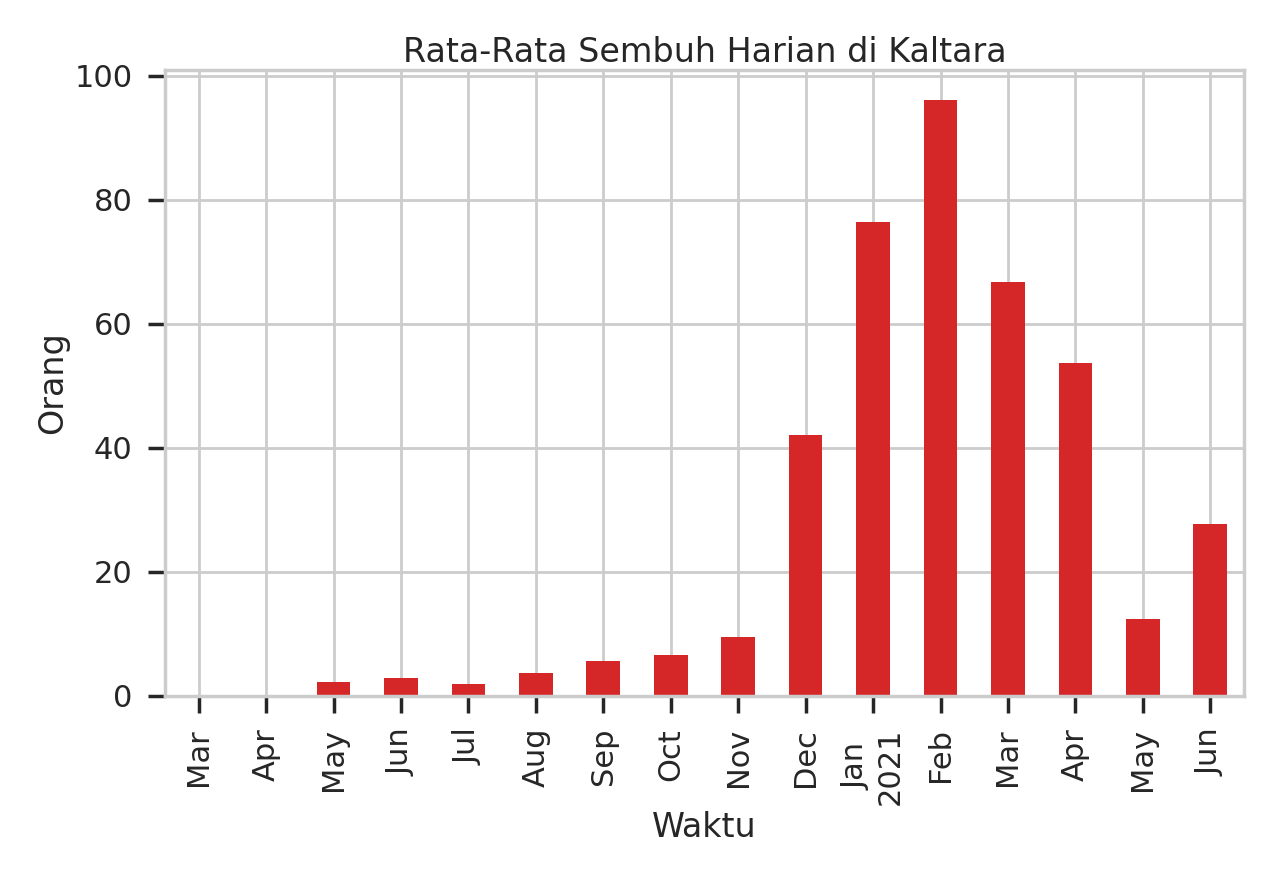 Rata-Rata Sembuh Harian di Kaltara
100
80
60
40
20
0
Orang
Mar
Apr
May
Jun
Jul
Aug
Sep
Oct
Nov
Dec
Jan
2021
Feb
Mar
Apr
May
Jun
Waktu